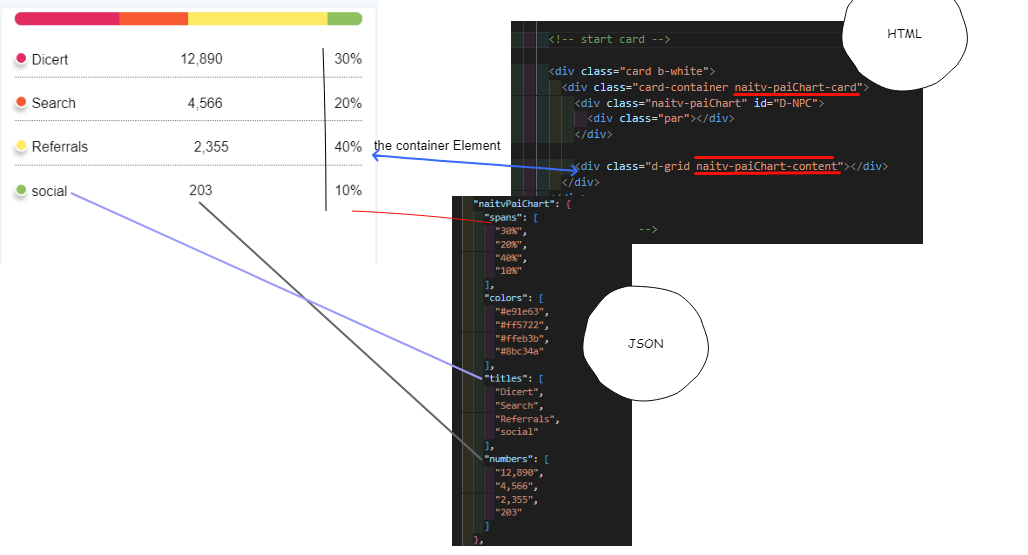 Dicert 12,890 30%
Search 4,566 20%
Referrals 2,355 40%
social 203 10%
the container Element
HTML
<!-- start card -->
<div class="card b-white">
<div class="card-container naitv-paiChart-card">
<div class="naitv-paiChart" id="D-NPC">
<div class="par"></div>
</div>
<div class="d-grid naitv-paiChart-content"></div>
</div>
-->
"naitvPaiChart": {
"spans": [
"30%",
"20%",
"40%",
"10%"
],
"colors": [
"#e91e63",
"#ff5722",
"#ffeb3b",
"#8bc34a"
],
"titles": [
"Dicert",
"Search",
"Referrals",
"social"
],
"numbers": [
"12,890",
"4,566",
"2,355",
"203"
]
},
JSON